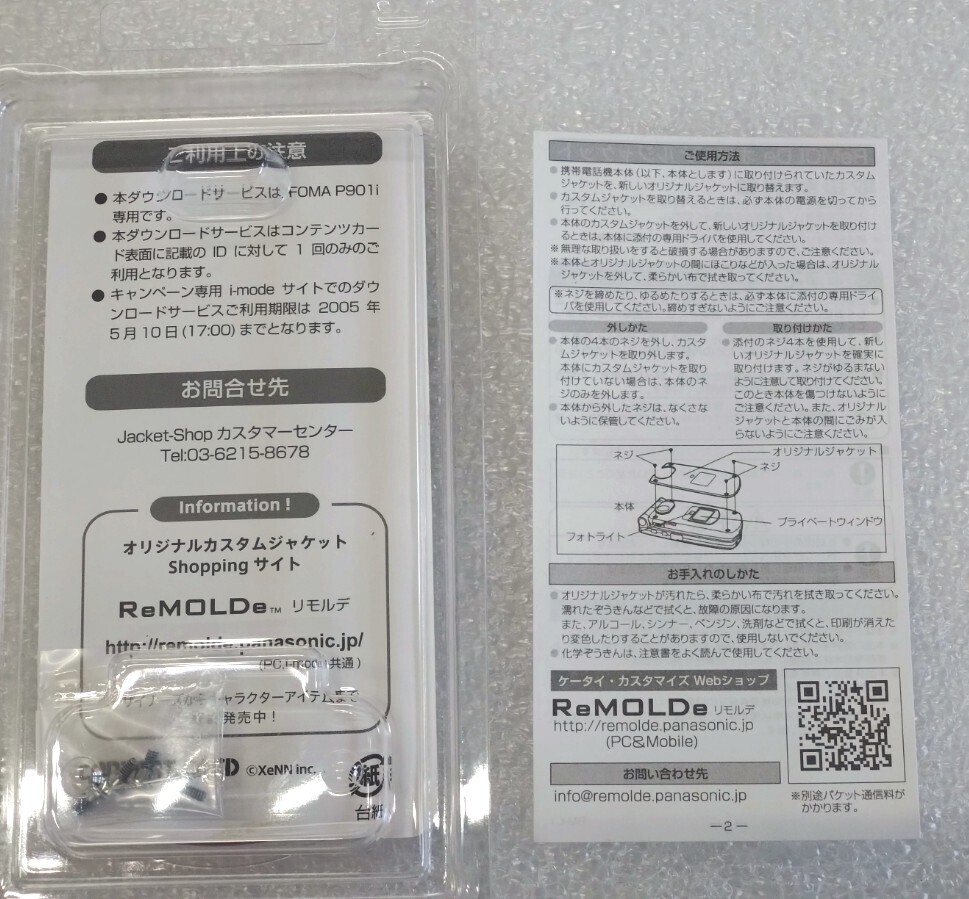 ご利用上の注意
● 本ダウンロードサービスは、FOMA P901i
専用です。
● 本ダウンロードサービスはコンテンツカー
ド表面に記載の ID に対して 1 回のみのご
利用となります。
● キャンペーン専用 i-mode サイトでのダウ
ンロードサービスご利用期限は 2005 年
5 月 10 日 (17:00) までとなります。
お問合せ先
Jacket-Shop カスタマーセンター
Tel:03-6215-8678
Information !
オリジナルカスタムジャケット
Shopping サイト
ReMOLDe™ リモルデ
http://remolde.panasonic.jp/
(PC,i-mode共通)
キャラクターアイテムまで
発売中!
©XeNN inc.
紙
台紙
ご使用方法
● 携帯電話機本体(以下、本体とします)に取り付けられていたカスタム
ジャケットを、新しいオリジナルジャケットに取り替えます。
● カスタムジャケットを取り替えるときは、必ず本体の電源を切ってから
行ってください。
● 本体のカスタムジャケットを外して、新しいオリジナルジャケットを取り付け
るときは、本体に添付の専用ドライバを使用してください。
※無理な取り扱いをすると破損する場合がありますので、ご注意ください。
※本体とオリジナルジャケットの間にほこりなどが入った場合は、オリジナル
ジャケットを外して、柔らかい布で拭き取ってください。
※ネジを締めたり、ゆるめたりするときは、必ず本体に添付の専用ドライ
バを使用してください。締めすぎないようにご注意ください。
外しかた
● 本体の4本のネジを外し、カスタ
ムジャケットを取り外します。
本体にカスタムジャケットを取り
付けていない場合は、本体のネ
ジのみを外します。
● 本体から外したネジは、なくさな
いように保管してください。
取り付けかた
● 添付のネジ4本を使用して、新し
いオリジナルジャケットを確実に
取り付けます。ネジがゆるまない
ように注意して取り付けてください。
このとき本体を傷つけないように
ご注意ください。また、オリジナル
ジャケットと本体の間にごみが入
らないようにご注意ください。
ネジ
オリジナルジャケット
ネジ
本体
プライベートウィンドウ
フォトライト
お手入れのしかた
● オリジナルジャケットが汚れたら、柔らかい布で汚れを拭き取ってください。
濡れたぞうきんなどで拭くと、故障の原因になります。
また、アルコール、シンナー、ベンジン、洗剤などで拭くと、印刷が消えた
り変色したりすることがありますので、使用しないでください。
● 化学ぞうきんは、注意書をよく読んで使用してください。
ケータイ・カスタマイズ Webショップ
ReMOLDe リモルデ
http://remolde.panasonic.jp
(PC&Mobile)
お問い合わせ先
info@remolde.panasonic.jp
※別途パケット通信料が
かかります。
—2—